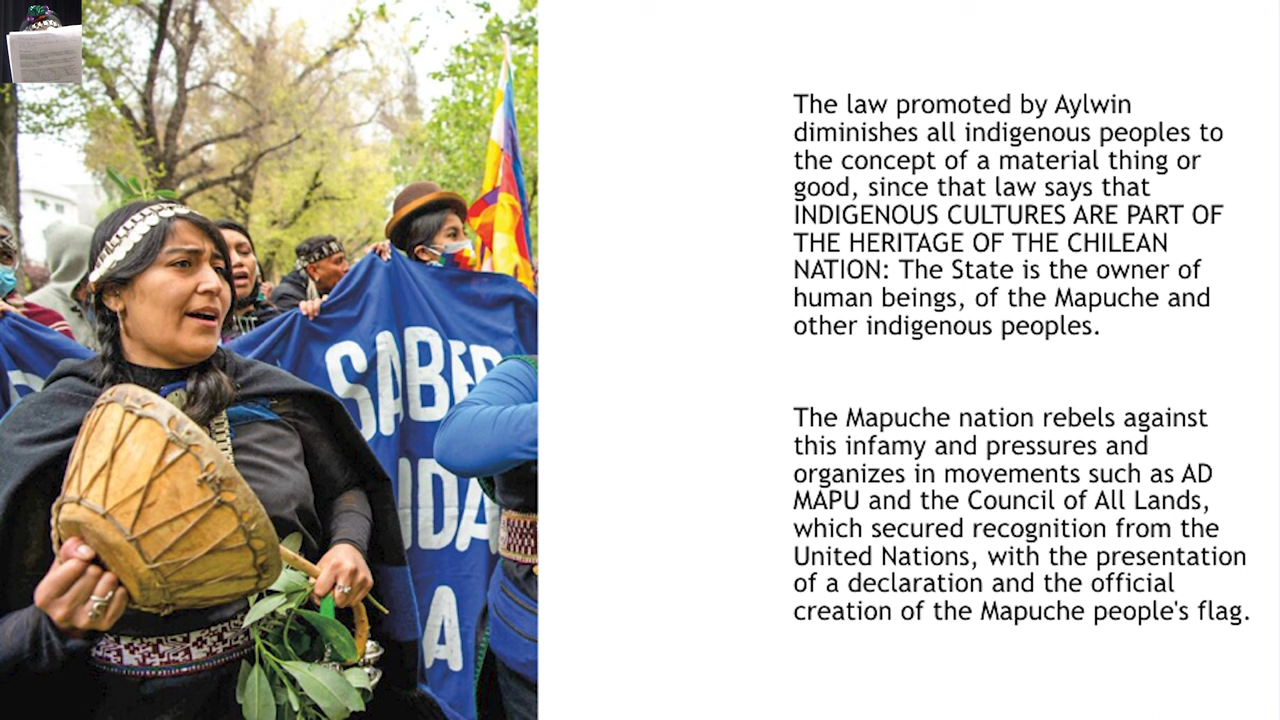 The law promoted by Aylwin
diminishes all indigenous peoples to
the concept of a material thing or
good, since that law says that
INDIGENOUS CULTURES ARE PART OF
THE HERITAGE OF THE CHILEAN
NATION: The State is the owner of
human beings, of the Mapuche and
other indigenous peoples.
The Mapuche nation rebels against
this infamy and pressures and
organizes in movements such as AD
MAPU and the Council of All Lands,
which secured recognition from the
United Nations, with the presentation
of a declaration and the official
creation of the Mapuche people's flag.
SABER
IDA
A